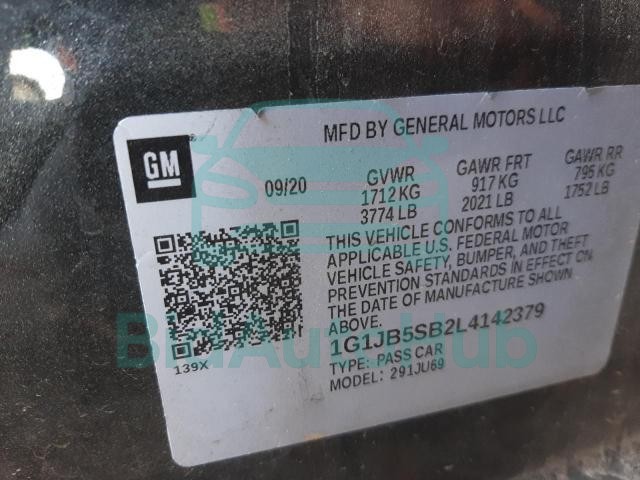 MFD BY GENERAL MOTORS LLC
GM
09/20
GVWR
1712 KG
3774 LB
GAWR FRT
917 KG
2021 LB
GAWR RR
795 KG
1752 LB
THIS VEHICLE CONFORMS TO ALL
APPLICABLE U.S. FEDERAL MOTOR
VEHICLE SAFETY, BUMPER, AND THEFT
PREVENTION STANDARDS IN EFFECT ON
THE DATE OF MANUFACTURE SHOWN
ABOVE.
1G1JB5SB2L4142379
TYPE: PASS CAR
MODEL: 291JU69
139X
BidAutoHub